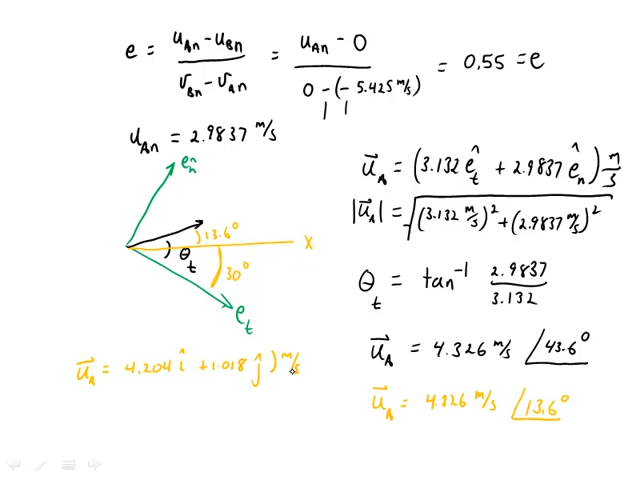 e = (u_An - u_Bn)/(v_Bn - v_An) = (u_An - 0)/(0 - (-5.425 m/s)) = 0,55 = e
u_An = 2.9837 m/s
e_n^
13.6°
x
θ_t
30°
e_t
u_A = 4.204 î + 1.018 ĵ ) m/s
u_A = (3.132 ê_t + 2.9837 ê_n) m/s
|u_A| = √((3.132 m/s)² + (2.9837 m/s)²)
θ_t = tan⁻¹ 2.9837/3.132
u_A = 4.326 m/s ∠43.6°
u_A = 4.326 m/s ∠13.6°